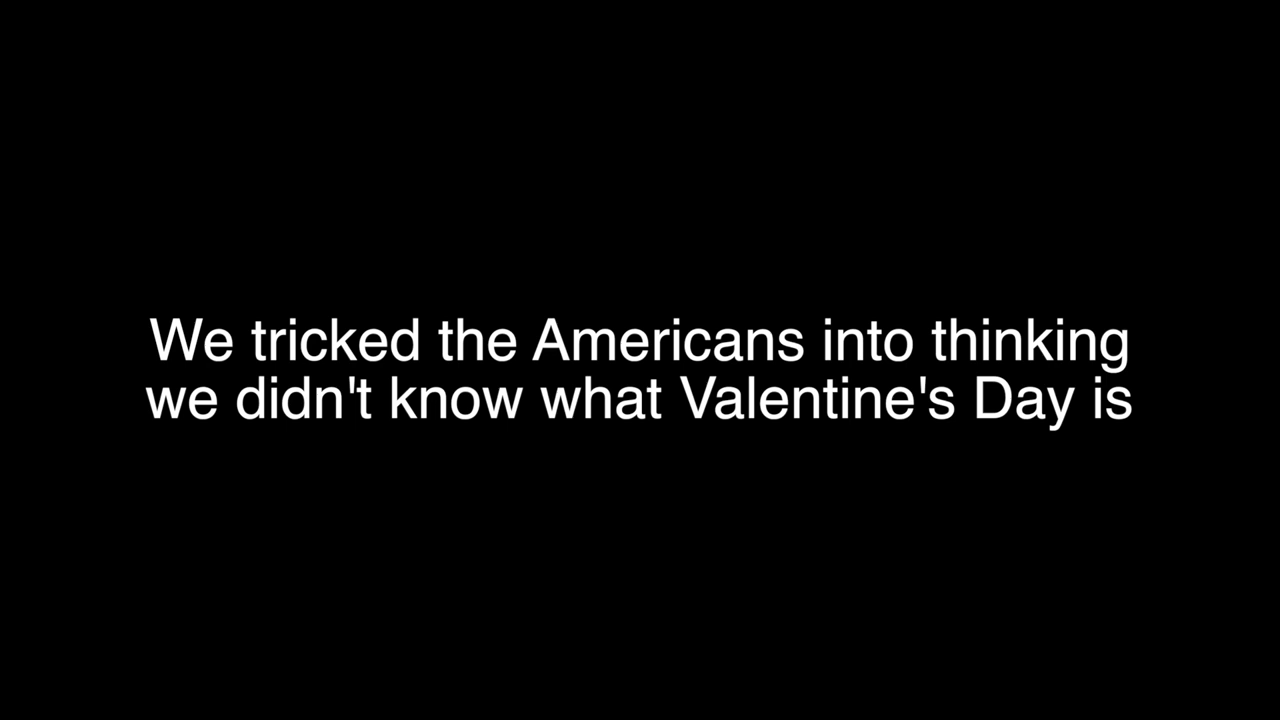 We tricked the Americans into thinking
we didn't know what Valentine's Day is